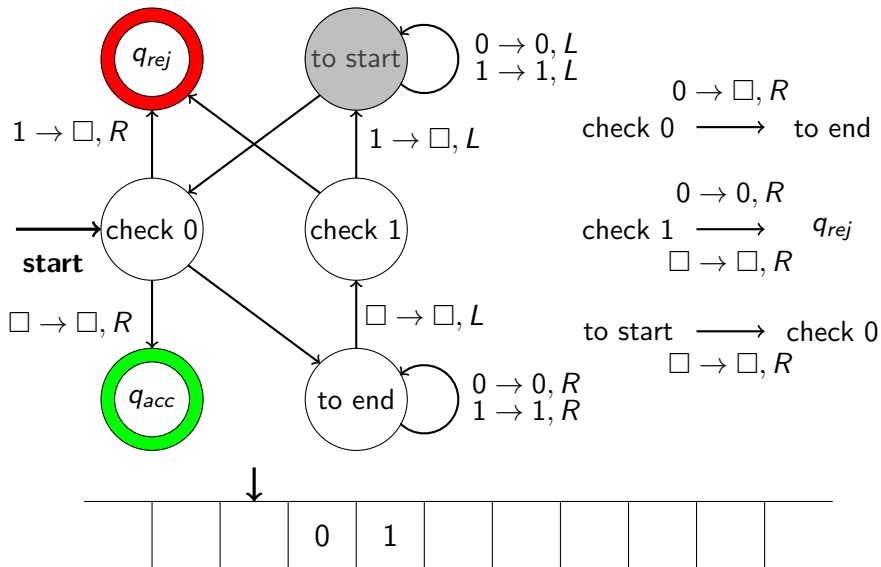 q_rej
to start
0 → 0, L
1 → 1, L
0 → □, R
check 0 → to end
1 → □, R
1 → □, L
0 → 0, R
check 1 → q_rej
□ → □, R
check 0
check 1
start
□ → □, R
□ → □, L
to start → check 0
□ → □, R
q_acc
to end
0 → 0, R
1 → 1, R
0 1